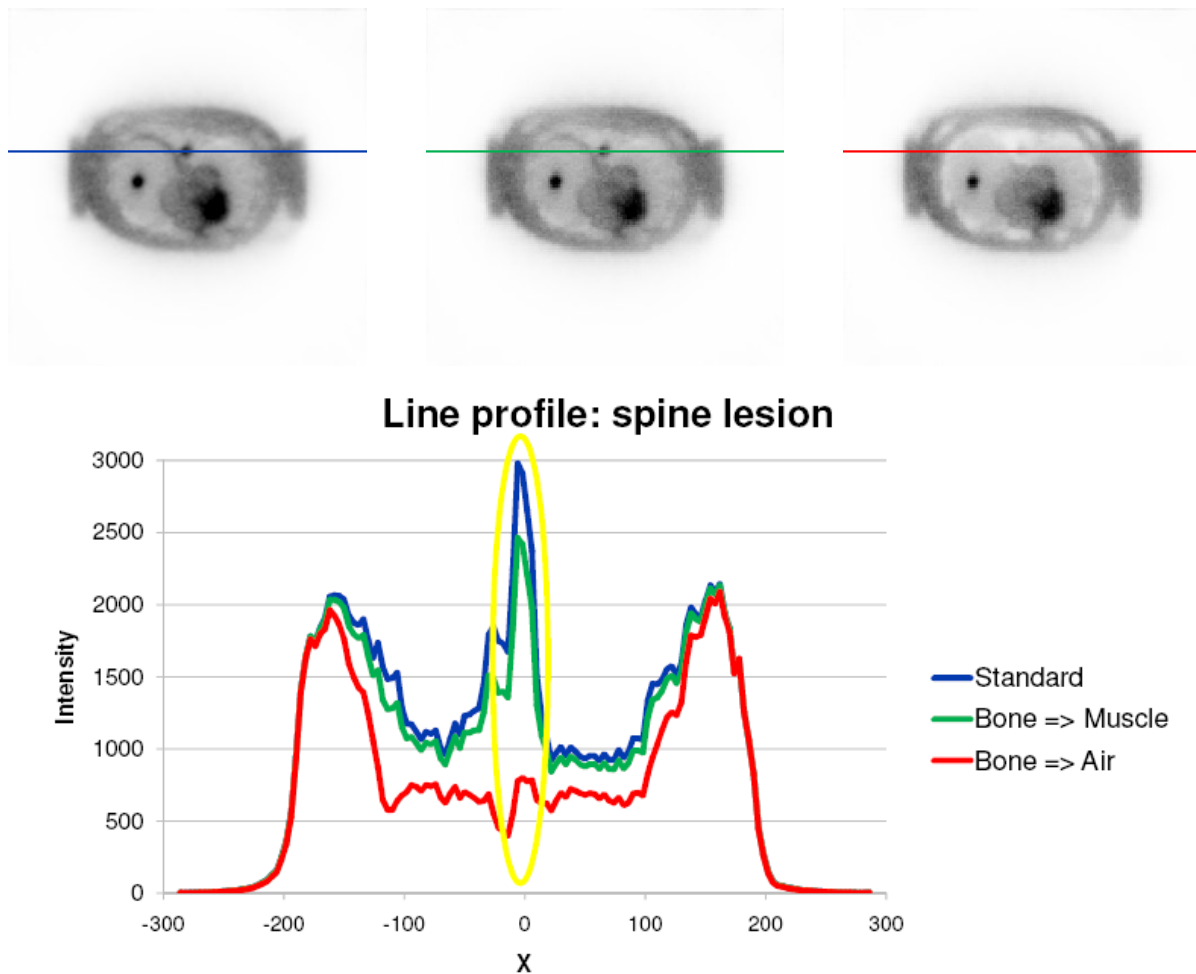 Line profile: spine lesion
3000
2500
2000
1500
1000
500
0
Intensity
-300 -200 -100 0 100 200 300
X
Standard
Bone => Muscle
Bone => Air